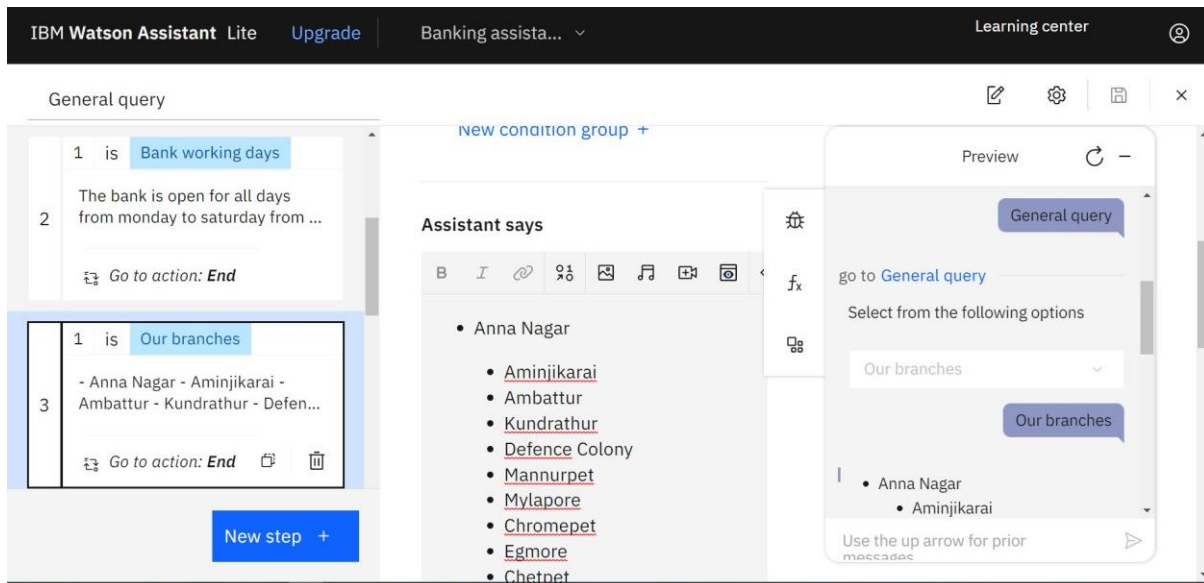 IBM Watson Assistant Lite Upgrade Banking assista... Learning center
General query
1 is Bank working days
2
The bank is open for all days
from monday to saturday from ...
Go to action: End
1 is Our branches
3
- Anna Nagar - Aminjikarai -
Ambattur - Kundrathur - Defen...
Go to action: End
New step +
New condition group +
Assistant says
B I
• Anna Nagar
• Aminjikarai
• Ambattur
• Kundrathur
• Defence Colony
• Mannurpet
• Mylapore
• Chromepet
• Egmore
• Chetpet
fx
Preview
General query
go to General query
Select from the following options
Our branches
Our branches
• Anna Nagar
• Aminjikarai
Use the up arrow for prior
messages